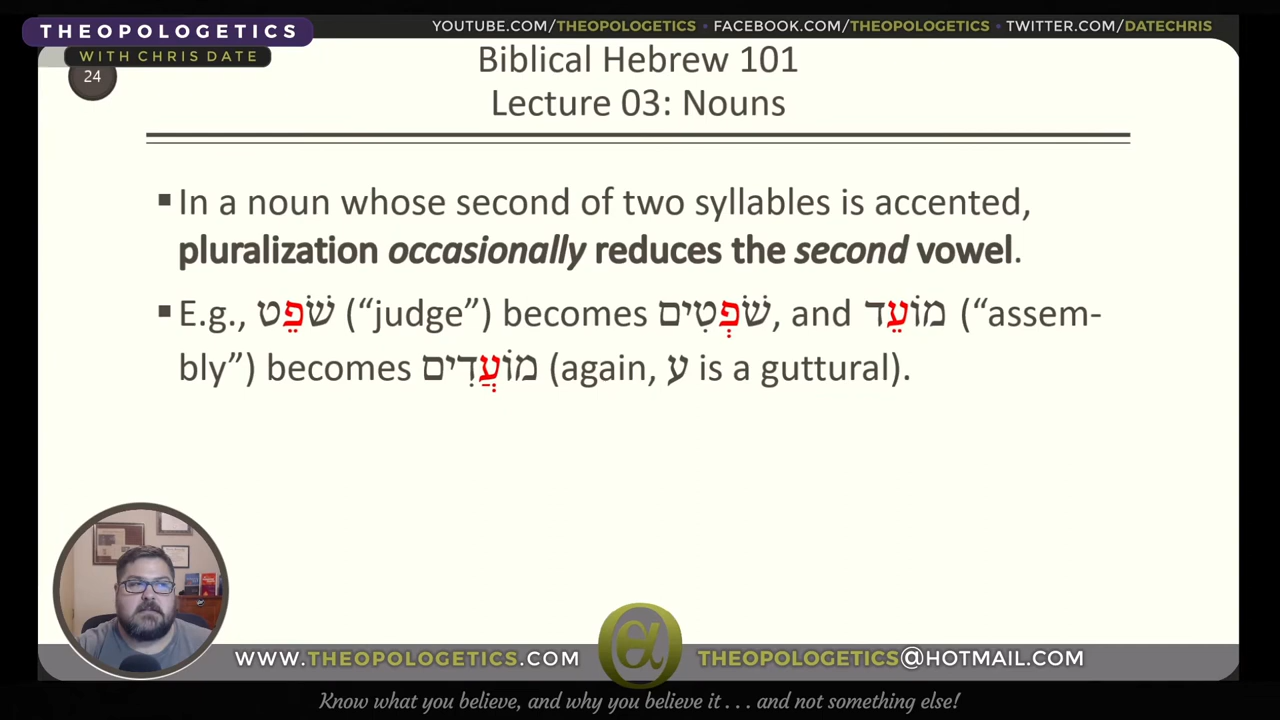 THEOPOLOGETICS
WITH CHRIS DATE
YOUTUBE.COM/THEOPOLOGETICS • FACEBOOK.COM/THEOPOLOGETICS • TWITTER.COM/DATECHRIS
24
Biblical Hebrew 101
Lecture 03: Nouns
▪ In a noun whose second of two syllables is accented,
pluralization occasionally reduces the second vowel.
▪ E.g., שֹׁפֵט (“judge”) becomes שֹׁפְטִים, and מוֹעֵד (“assem-
bly”) becomes מוֹעֲדִים (again, ע is a guttural).
WWW.THEOPOLOGETICS.COM
THEOPOLOGETICS@HOTMAIL.COM
Know what you believe, and why you believe it . . . and not something else!